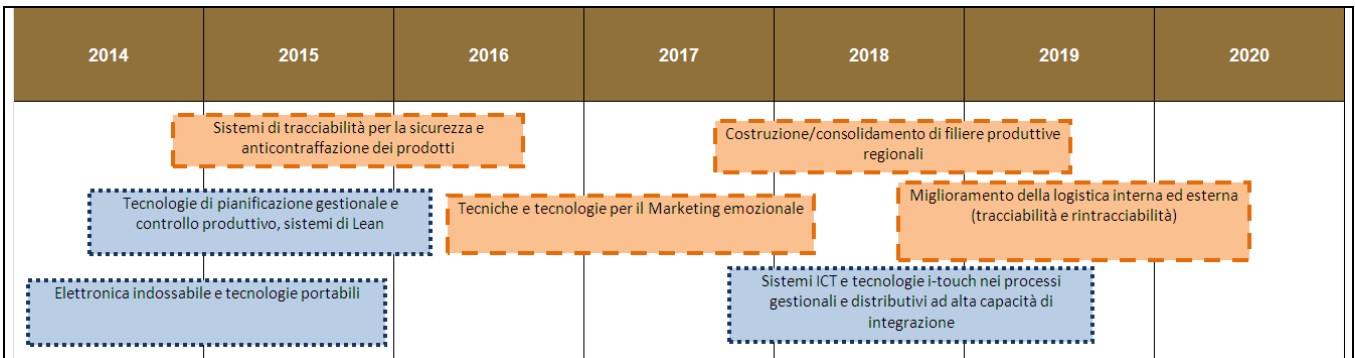 2014 2015 2016 2017 2018 2019 2020
Sistemi di tracciabilità per la sicurezza e
anticontraffazione dei prodotti
Costruzione/consolidamento di filiere produttive
regionali
Tecnologie di pianificazione gestionale e
controllo produttivo, sistemi di Lean
Tecniche e tecnologie per il Marketing emozionale
Miglioramento della logistica interna ed esterna
(tracciabilità e rintracciabilità)
Elettronica indossabile e tecnologie portabili
Sistemi ICT e tecnologie i-touch nei processi
gestionali e distributivi ad alta capacità di
integrazione